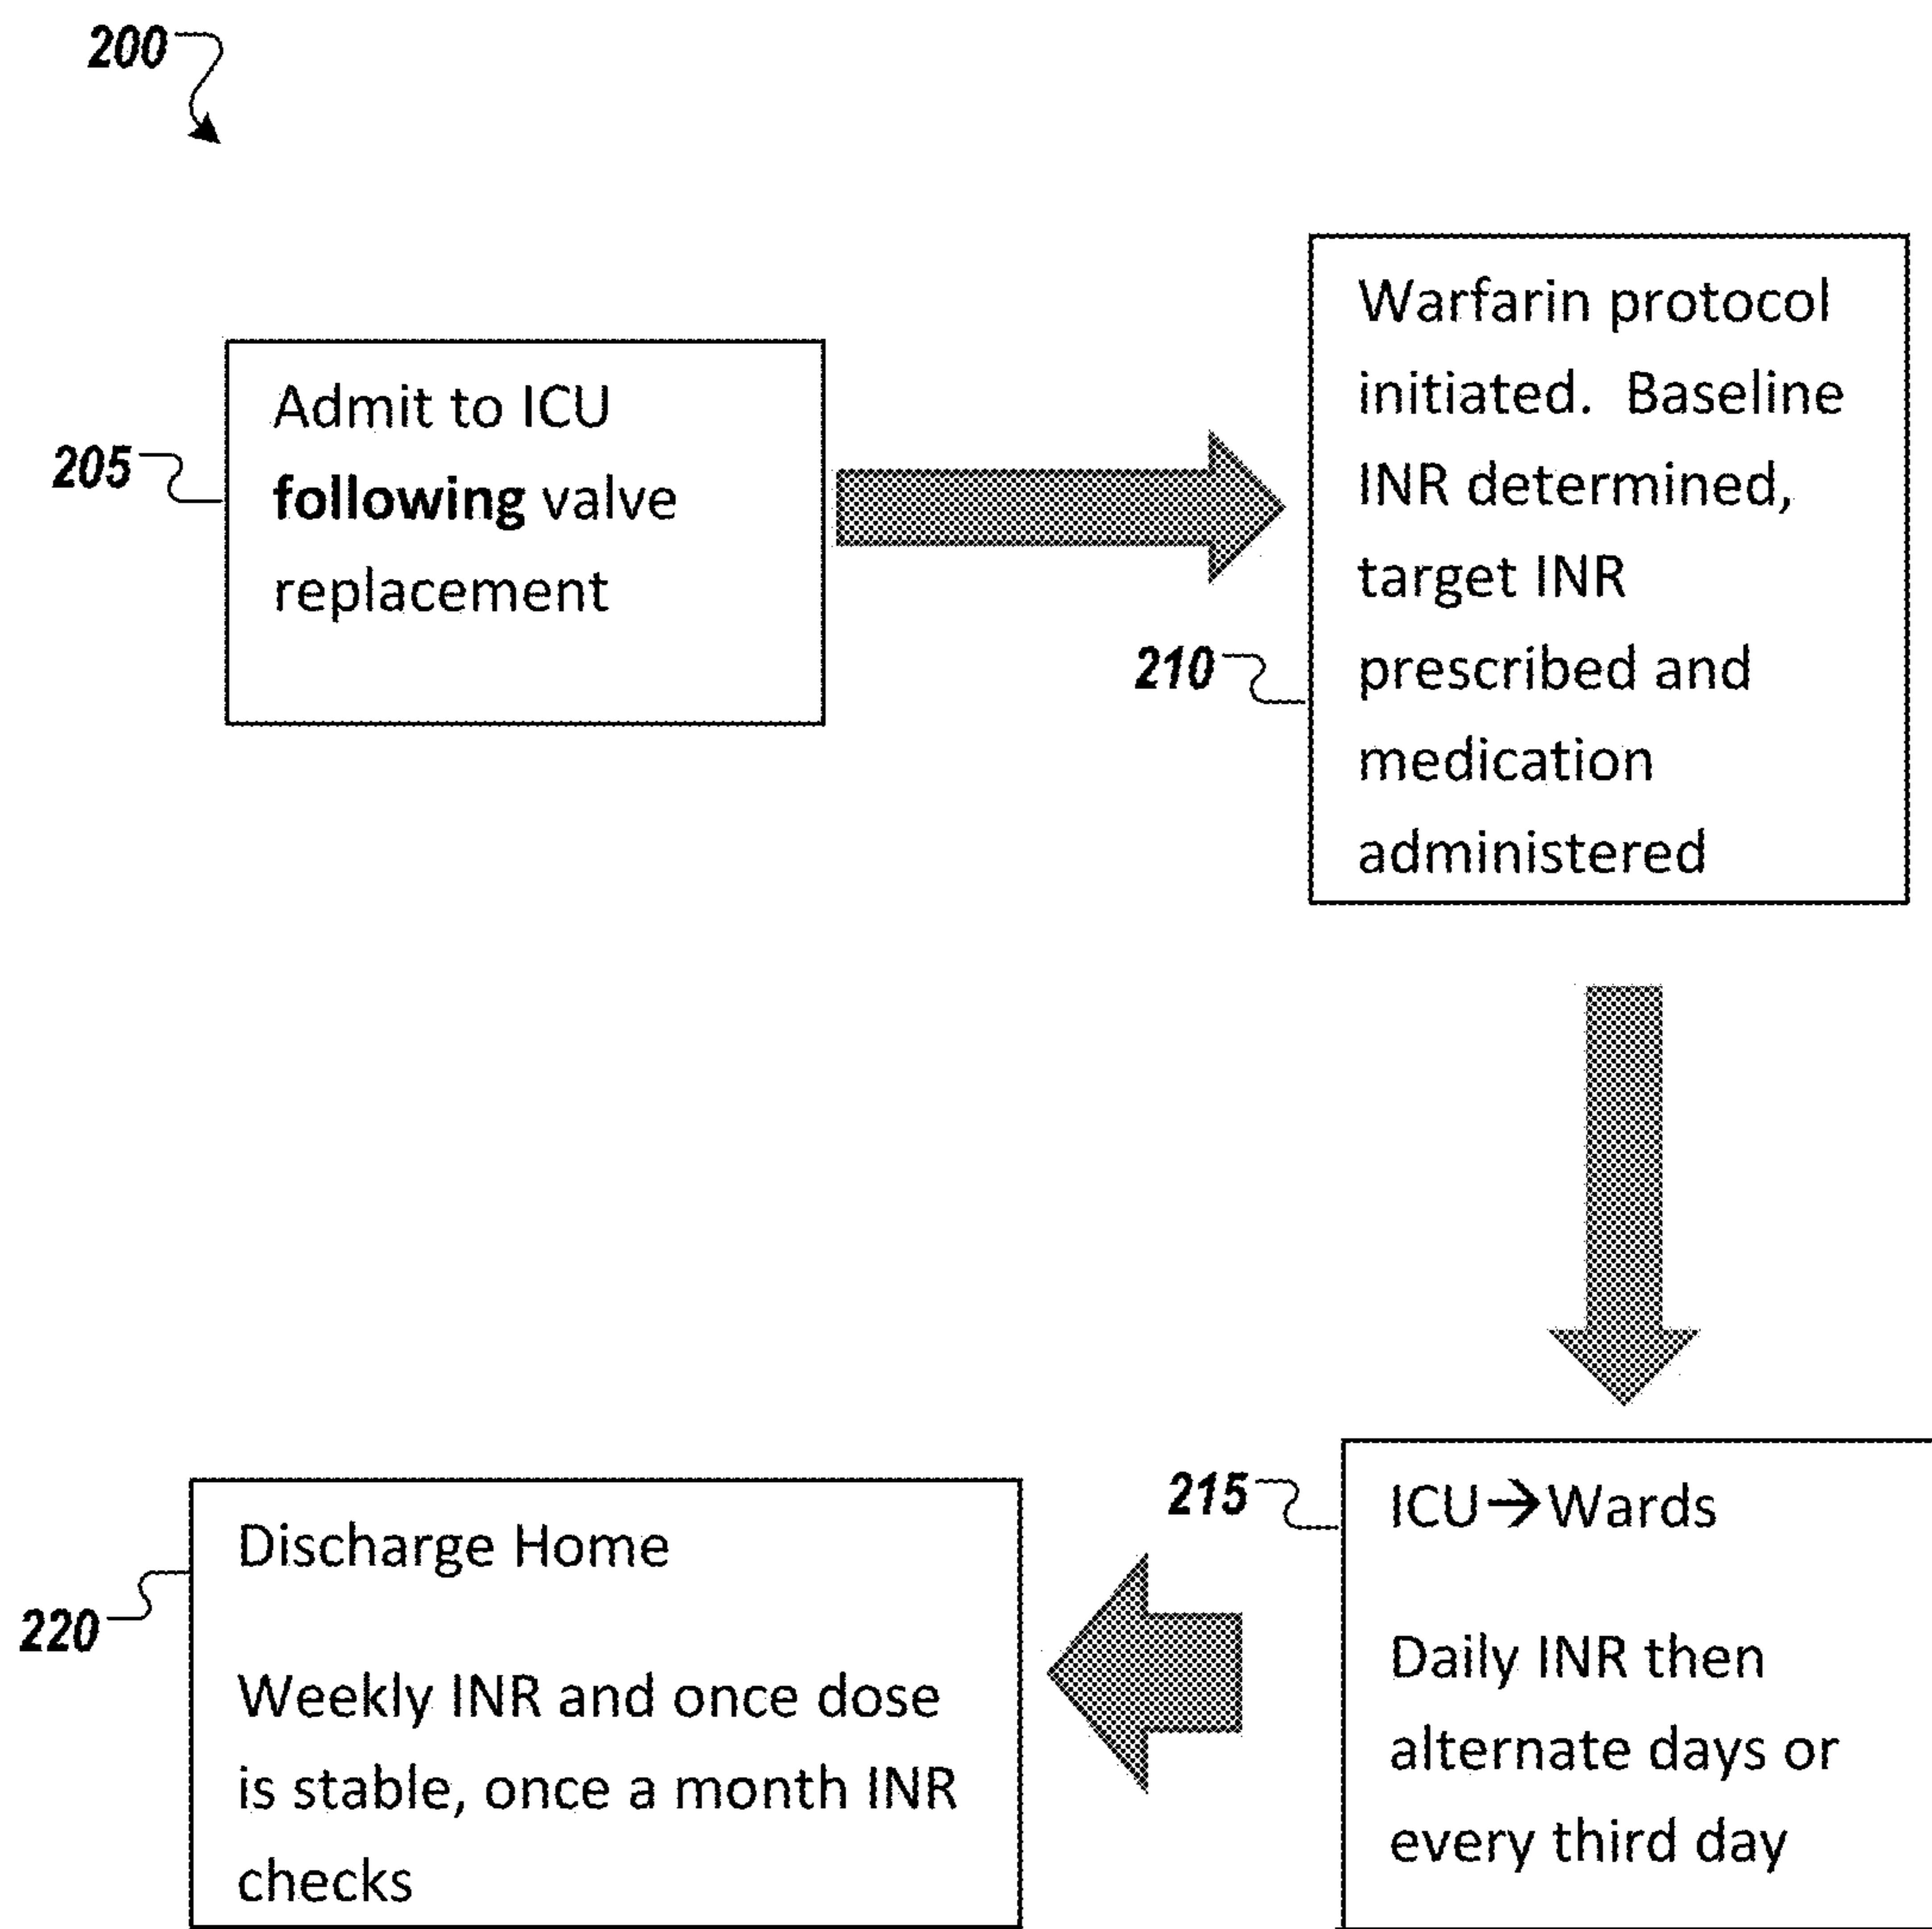 200
205
Admit to ICU
following valve
replacement
210
Warfarin protocol
initiated. Baseline
INR determined,
target INR
prescribed and
medication
administered
215
ICU→Wards
Daily INR then
alternate days or
every third day
220
Discharge Home
Weekly INR and once dose
is stable, once a month INR
checks